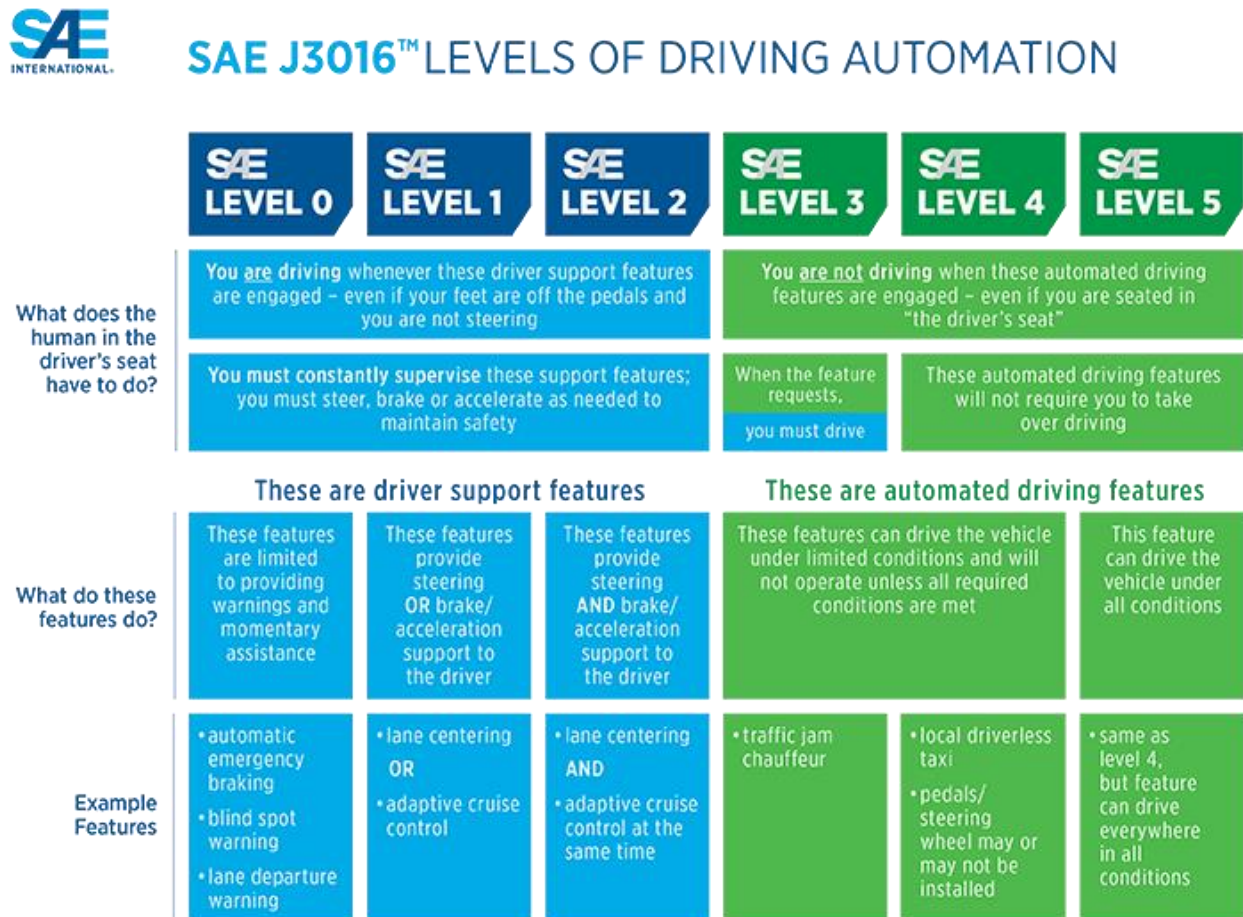 SAE
INTERNATIONAL®
SAE J3016™ LEVELS OF DRIVING AUTOMATION
SAE
LEVEL 0
SAE
LEVEL 1
SAE
LEVEL 2
SAE
LEVEL 3
SAE
LEVEL 4
SAE
LEVEL 5
What does the
human in the
driver's seat
have to do?
You are driving whenever these driver support features
are engaged – even if your feet are off the pedals and
you are not steering
You are not driving when these automated driving
features are engaged – even if you are seated in
"the driver's seat"
You must constantly supervise these support features;
you must steer, brake or accelerate as needed to
maintain safety
When the feature
requests,
you must drive
These automated driving features
will not require you to take
over driving
These are driver support features
These are automated driving features
What do these
features do?
These features
are limited
to providing
warnings and
momentary
assistance
These features
provide
steering
OR brake/
acceleration
support to
the driver
These features
provide
steering
AND brake/
acceleration
support to
the driver
These features can drive the vehicle
under limited conditions and will
not operate unless all required
conditions are met
This feature
can drive the
vehicle under
all conditions
Example
Features
• automatic
emergency
braking
• blind spot
warning
• lane departure
warning
• lane centering
OR
• adaptive cruise
control
• lane centering
AND
• adaptive cruise
control at the
same time
• traffic jam
chauffeur
• local driverless
taxi
• pedals/
steering
wheel may or
may not be
installed
• same as
level 4,
but feature
can drive
everywhere
in all
conditions